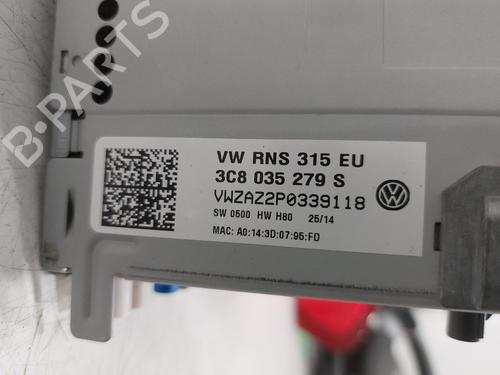 B-PARTS
VW RNS 315 EU
3C8 035 279 S
VWZAZ2P0339118
SW 0500 HW H80 25/14
MAC: A0:14:3D:07:95:FD